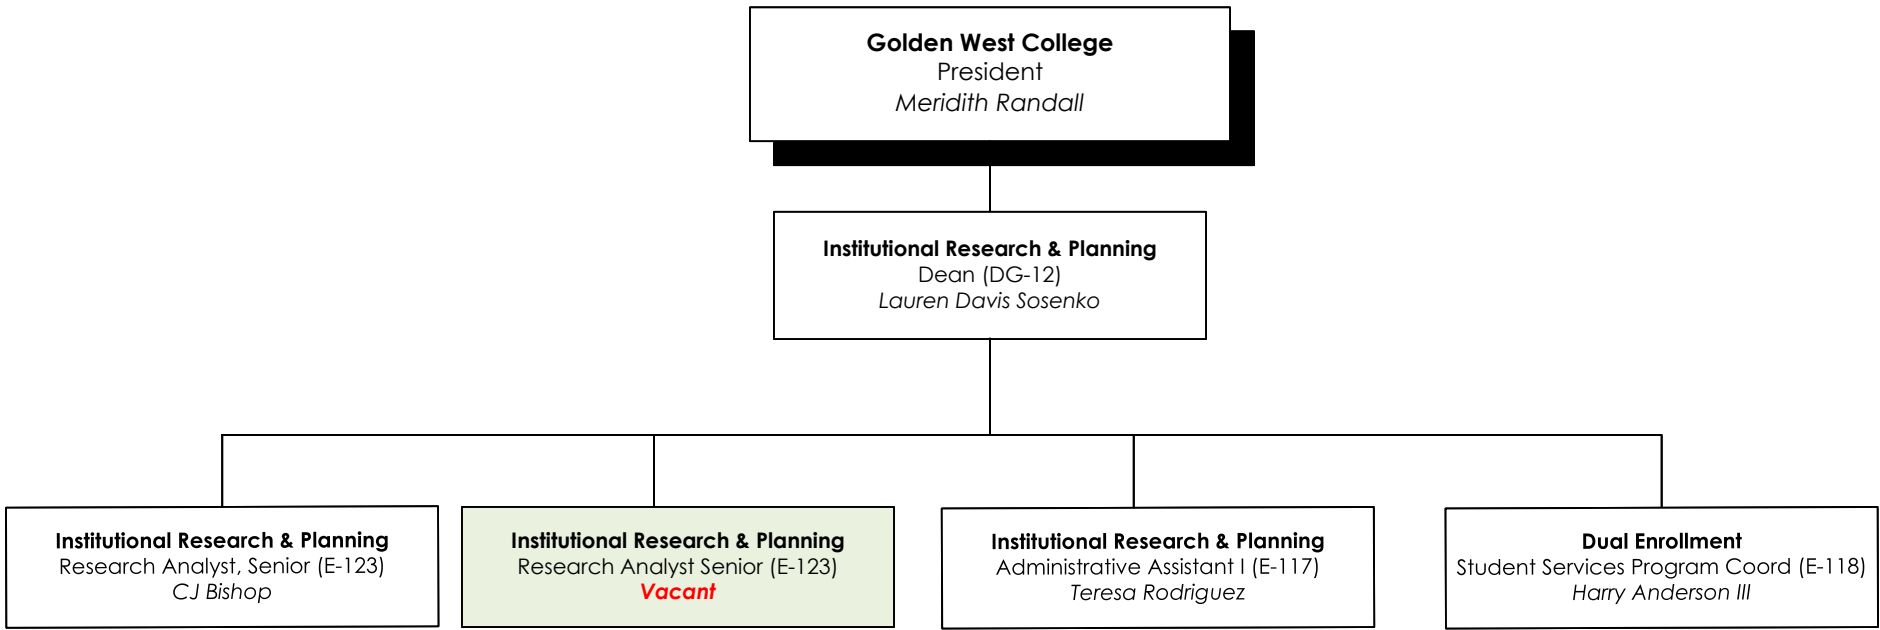 Golden West College
President
Meridith Randall
Institutional Research & Planning
Dean (DG-12)
Lauren Davis Sosenko
Institutional Research & Planning
Research Analyst, Senior (E-123)
CJ Bishop
Institutional Research & Planning
Research Analyst Senior (E-123)
Vacant
Institutional Research & Planning
Administrative Assistant I (E-117)
Teresa Rodriguez
Dual Enrollment
Student Services Program Coord (E-118)
Harry Anderson III